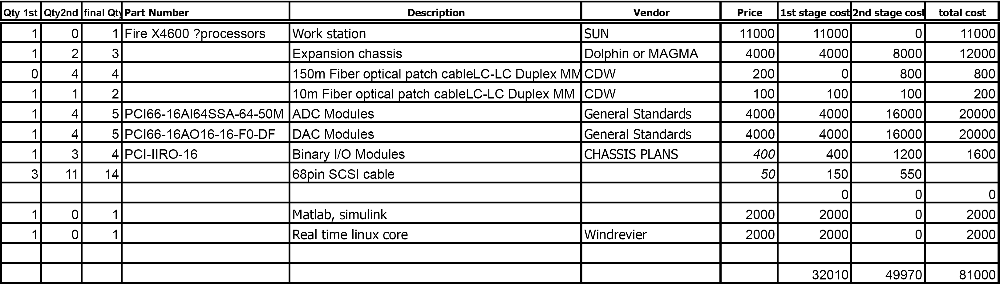 Qty 1st Qty2nd final Qty Part Number Description Vendor Price 1st stage cost 2nd stage cost total cost
1 0 1 Fire X4600 ?processors Work station SUN 11000 11000 0 11000
1 2 3 Expansion chassis Dolphin or MAGMA 4000 4000 8000 12000
0 4 4 150m Fiber optical patch cableLC-LC Duplex MM CDW 200 0 800 800
1 1 2 10m Fiber optical patch cableLC-LC Duplex MM CDW 100 100 100 200
1 4 5 PCI66-16AI64SSA-64-50M ADC Modules General Standards 4000 4000 16000 20000
1 4 5 PCI66-16AO16-16-F0-DF DAC Modules General Standards 4000 4000 16000 20000
1 3 4 PCI-IIRO-16 Binary I/O Modules CHASSIS PLANS 400 400 1200 1600
3 11 14 68pin SCSI cable 50 150 550
0 0 0
1 0 1 Matlab, simulink 2000 2000 0 2000
1 0 1 Real time linux core Windrevier 2000 2000 0 2000
32010 49970 81000